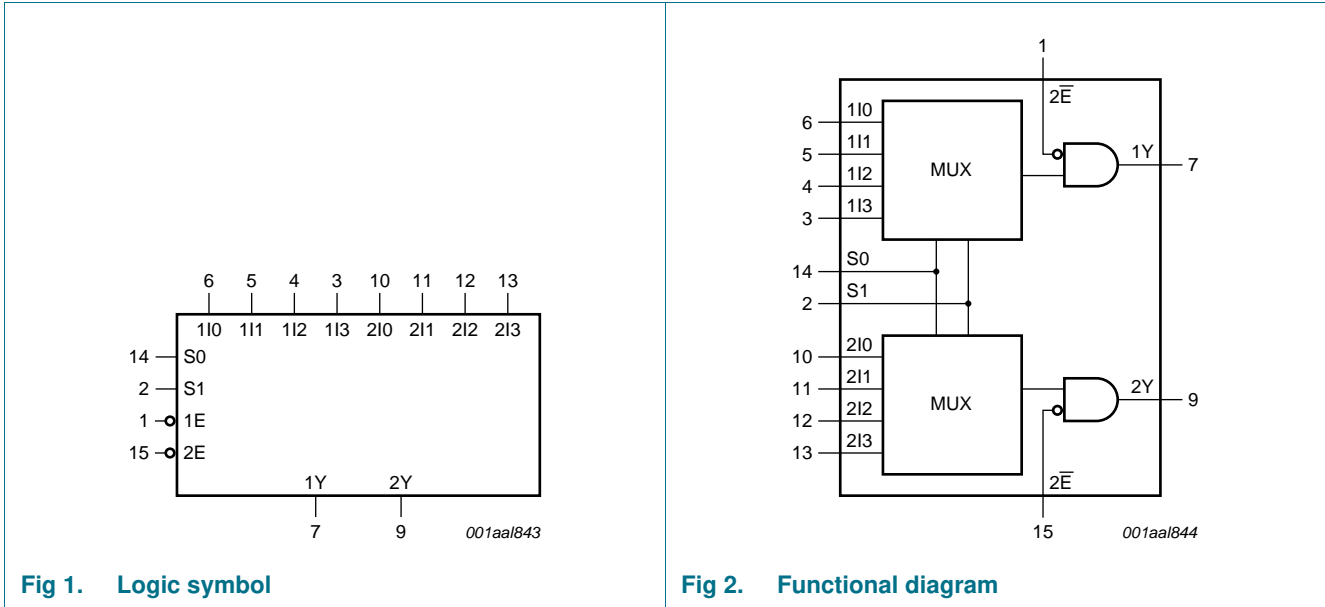 6 5 4 3 10 11 12 13
1I0 1I1 1I2 1I3 2I0 2I1 2I2 2I3
14 S0
2 S1
1 1E
15 2E
1Y 2Y
7 9
001aal843
Fig 1. Logic symbol
1
2E̅
6 1I0
5 1I1
4 1I2
3 1I3
MUX
1Y 7
14 S0
2 S1
10 2I0
11 2I1
12 2I2
13 2I3
MUX
2Y 9
2E̅
15
001aal844
Fig 2. Functional diagram